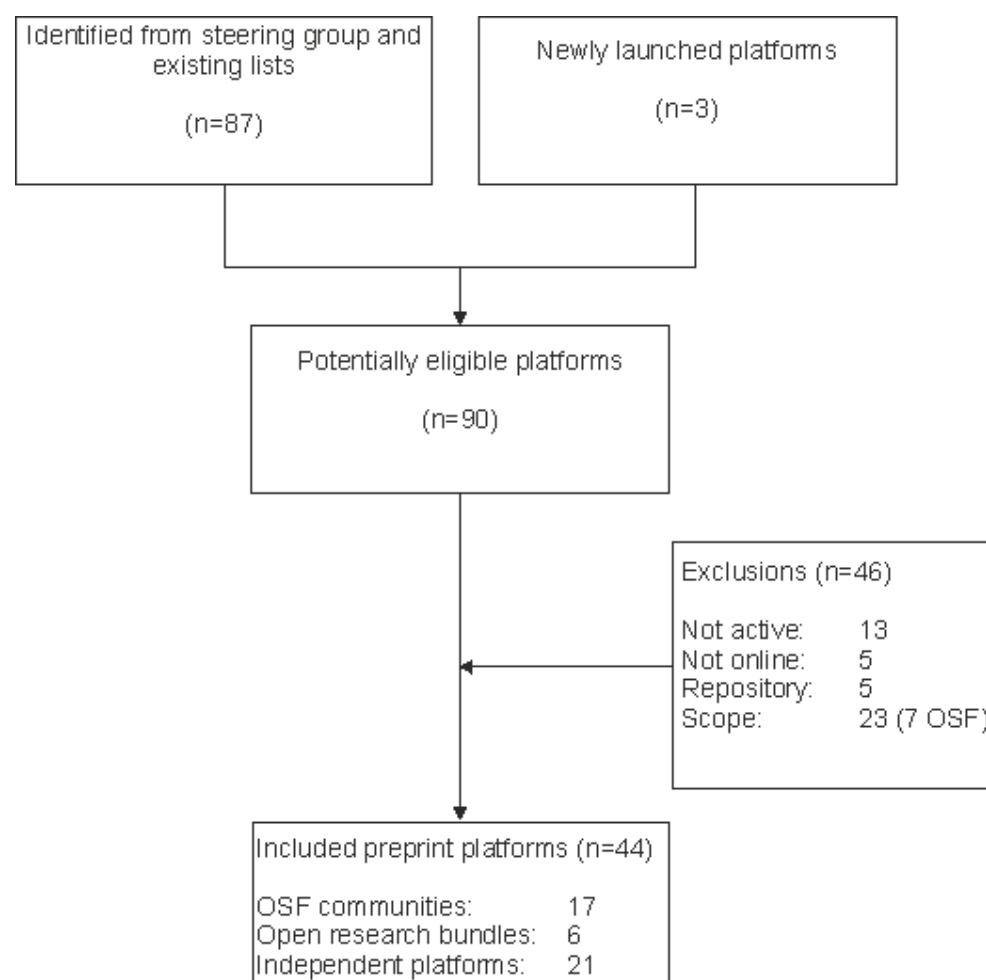 Identified from steering group and
existing lists
(n=87)
Newly launched platforms
(n=3)
Potentially eligible platforms
(n=90)
Exclusions (n=46)
Not active: 13
Not online: 5
Repository: 5
Scope: 23 (7 OSF)
Included preprint platforms (n=44)
OSF communities: 17
Open research bundles: 6
Independent platforms: 21